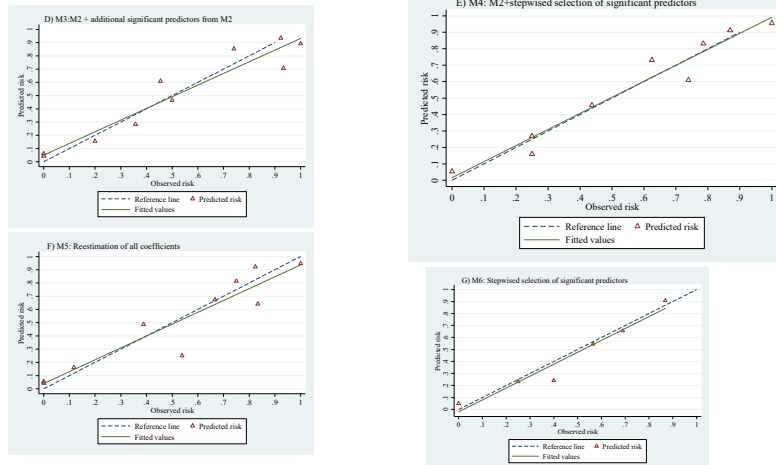 D) M3:M2 + additional significant predictors from M2
Predicted risk
0 .1 .2 .3 .4 .5 .6 .7 .8 .9 1
0 .1 .2 .3 .4 .5 .6 .7 .8 .9 1
Observed risk
Reference line Predicted risk
Fitted values
E) M4: M2+stepwised selection of significant predictors
Predicted risk
0 .1 .2 .3 .4 .5 .6 .7 .8 .9 1
0 .1 .2 .3 .4 .5 .6 .7 .8 .9 1
Observed risk
Reference line Predicted risk
Fitted values
F) M5: Reestimation of all coefficients
Predicted risk
0 .1 .2 .3 .4 .5 .6 .7 .8 .9 1
0 .1 .2 .3 .4 .5 .6 .7 .8 .9 1
Observed risk
Reference line Predicted risk
Fitted values
G) M6: Stepwised selection of significant predictors
Predicted risk
0 .1 .2 .3 .4 .5 .6 .7 .8 .9 1
0 .1 .2 .3 .4 .5 .6 .7 .8 .9 1
Observed risk
Reference line Predicted risk
Fitted values